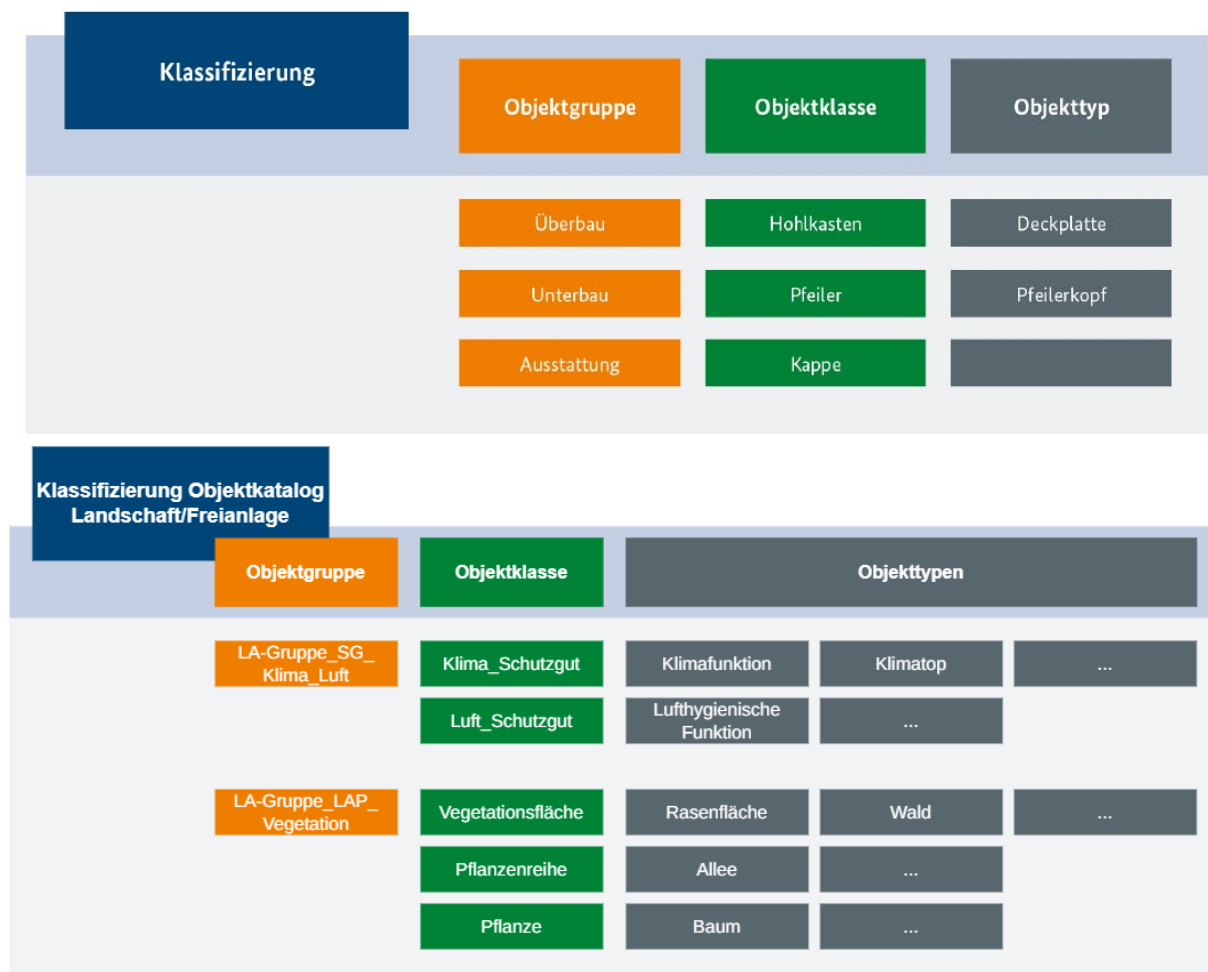 Klassifizierung
Objektgruppe
Objektklasse
Objekttyp
Überbau
Hohlkasten
Deckplatte
Unterbau
Pfeiler
Pfeilerkopf
Ausstattung
Kappe
Klassifizierung Objektkatalog
Landschaft/Freianlage
Objektgruppe
Objektklasse
Objekttypen
LA-Gruppe_SG_
Klima_Luft
Klima_Schutzgut
Klimafunktion
Klimatop
...
Luft_Schutzgut
Lufthygienische
Funktion
...
LA-Gruppe_LAP_
Vegetation
Vegetationsfläche
Rasenfläche
Wald
...
Pflanzenreihe
Allee
...
Pflanze
Baum
...